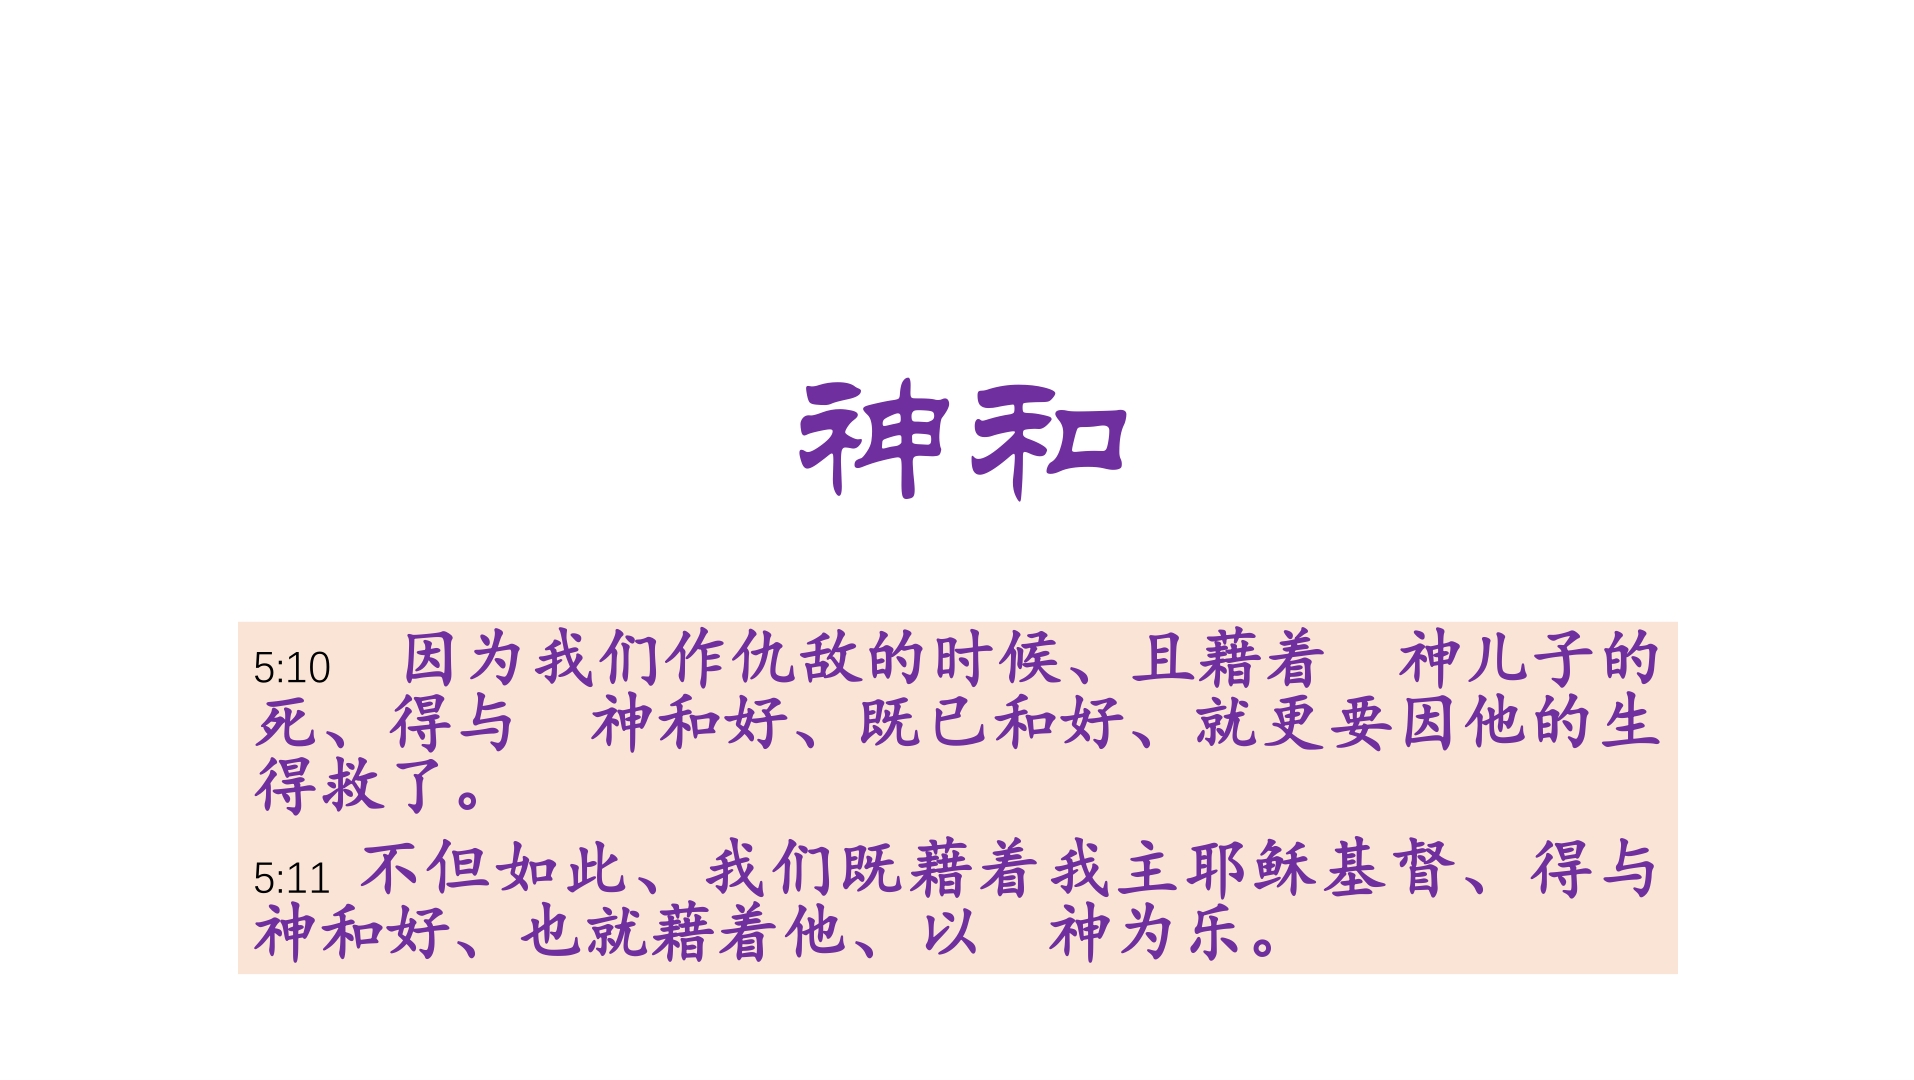 神和
5:10　因为我们作仇敌的时候、且藉着　神儿子的
死、得与　神和好、既已和好、就更要因他的生
得救了。
5:11 不但如此、我们既藉着我主耶稣基督、得与
神和好、也就藉着他、以　神为乐。